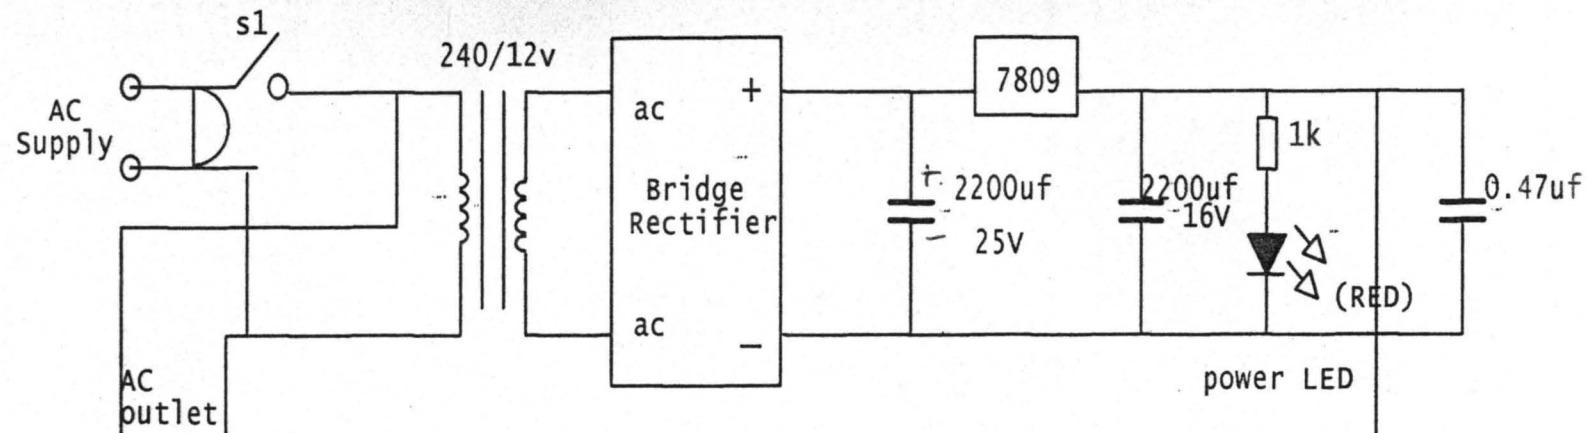 s1
240/12v
AC
Supply
ac
+
7809
1k
Bridge
Rectifier
+
2200uf
25V
-
2200uf
16V
0.47uf
(RED)
ac
-
power LED
AC
outlet